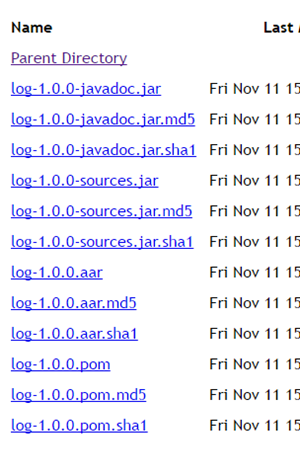 Name Last
Parent Directory
log-1.0.0-javadoc.jar Fri Nov 11 15
log-1.0.0-javadoc.jar.md5 Fri Nov 11 15
log-1.0.0-javadoc.jar.sha1 Fri Nov 11 15
log-1.0.0-sources.jar Fri Nov 11 15
log-1.0.0-sources.jar.md5 Fri Nov 11 15
log-1.0.0-sources.jar.sha1 Fri Nov 11 15
log-1.0.0.aar Fri Nov 11 15
log-1.0.0.aar.md5 Fri Nov 11 15
log-1.0.0.aar.sha1 Fri Nov 11 15
log-1.0.0.pom Fri Nov 11 15
log-1.0.0.pom.md5 Fri Nov 11 15
log-1.0.0.pom.sha1 Fri Nov 11 15